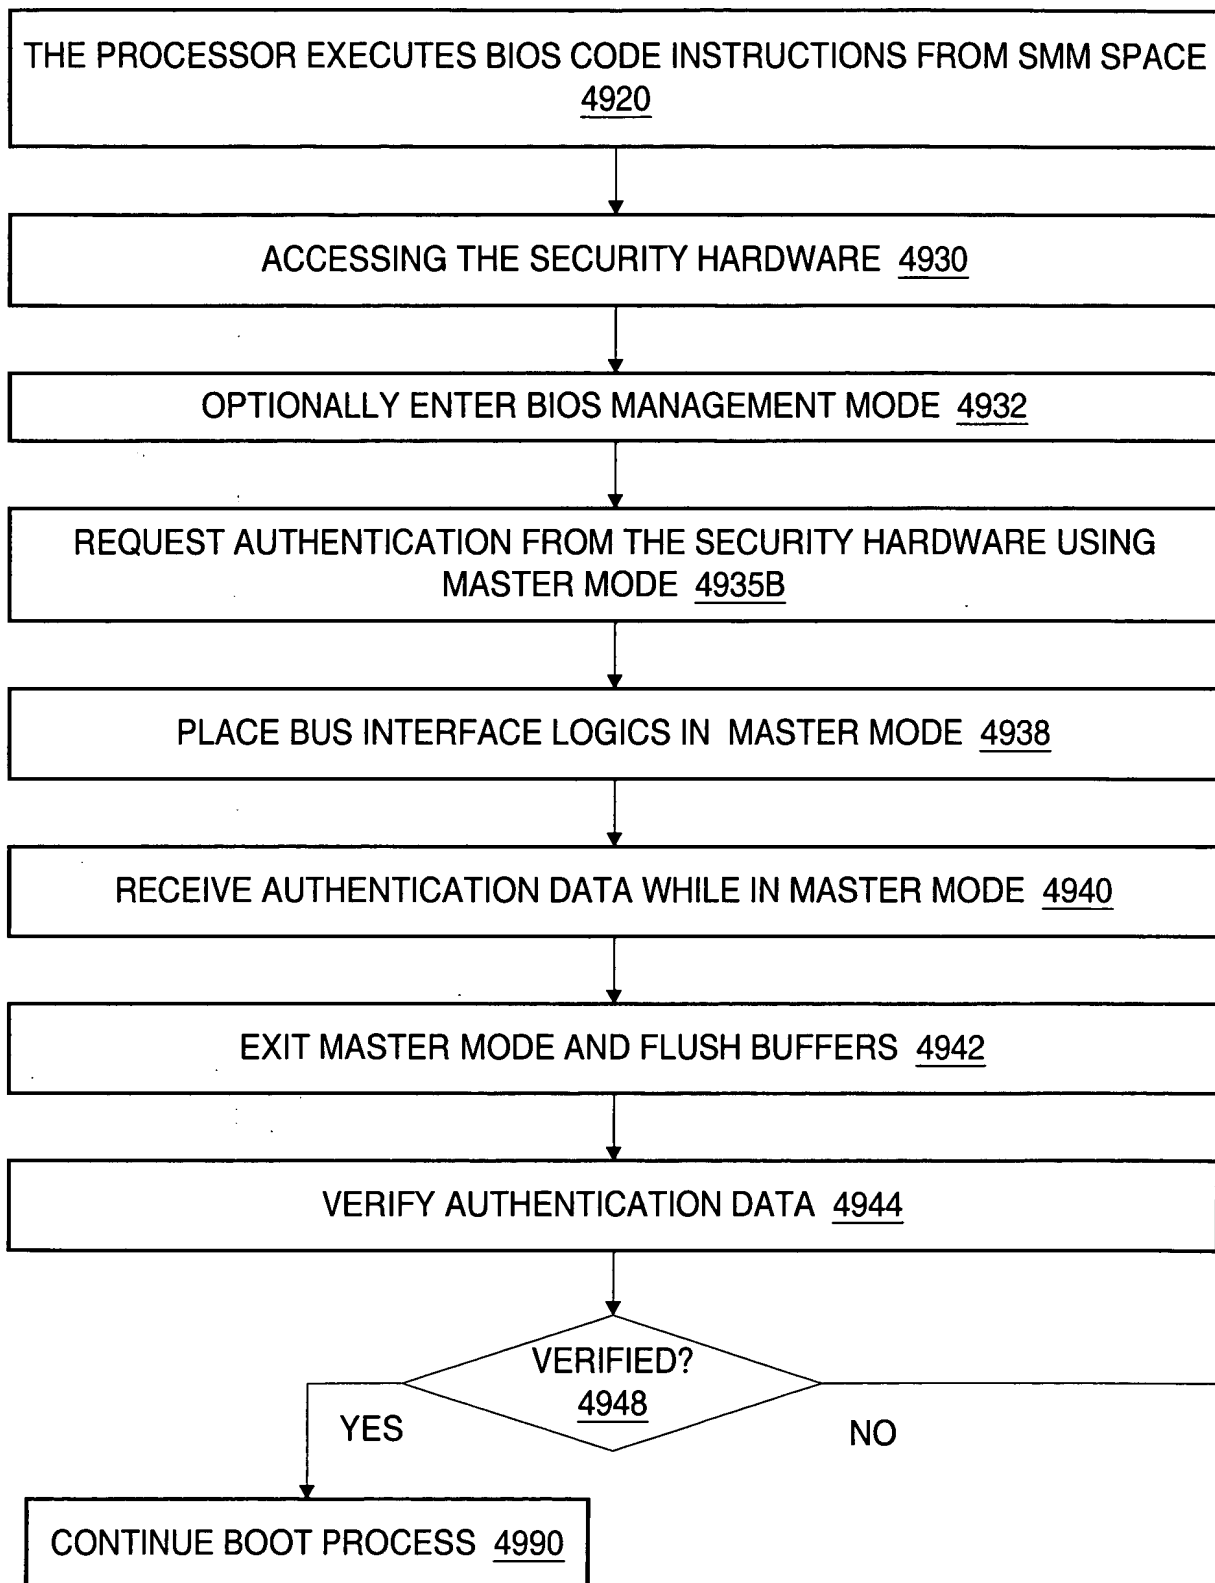 THE PROCESSOR EXECUTES BIOS CODE INSTRUCTIONS FROM SMM SPACE
4920
ACCESSING THE SECURITY HARDWARE 4930
OPTIONALLY ENTER BIOS MANAGEMENT MODE 4932
REQUEST AUTHENTICATION FROM THE SECURITY HARDWARE USING
MASTER MODE 4935B
PLACE BUS INTERFACE LOGICS IN MASTER MODE 4938
RECEIVE AUTHENTICATION DATA WHILE IN MASTER MODE 4940
EXIT MASTER MODE AND FLUSH BUFFERS 4942
VERIFY AUTHENTICATION DATA 4944
VERIFIED?
4948
YES
NO
CONTINUE BOOT PROCESS 4990